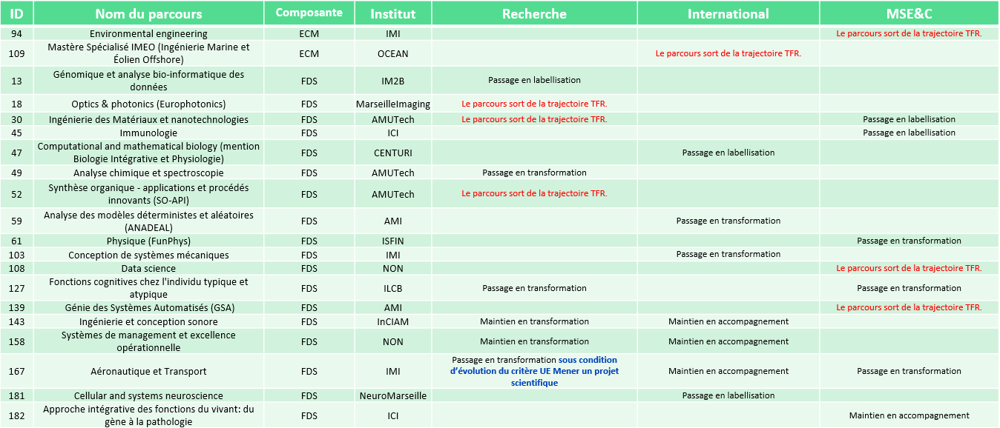 ID Nom du parcours Composante Institut Recherche International MSE&C
94 Environmental engineering ECM IMI Le parcours sort de la trajectoire TFR.
109 Mastère Spécialisé IMEO (Ingénierie Marine et
Éolien Offshore) ECM OCEAN Le parcours sort de la trajectoire TFR.
13 Génomique et analyse bio-informatique des
données FDS IM2B Passage en labellisation
18 Optics & photonics (Europhotonics) FDS MarseilleImaging Le parcours sort de la trajectoire TFR.
30 Ingénierie des Matériaux et nanotechnologies FDS AMUTech Le parcours sort de la trajectoire TFR. Passage en labellisation
45 Immunologie FDS ICI Passage en labellisation
47 Computational and mathematical biology (mention
Biologie Intégrative et Physiologie) FDS CENTURI Passage en labellisation
49 Analyse chimique et spectroscopie FDS AMUTech Passage en transformation
52 Synthèse organique - applications et procédés
innovants (SO-API) FDS AMUTech Le parcours sort de la trajectoire TFR.
59 Analyse des modèles déterministes et aléatoires
(ANADEAL) FDS AMI Passage en transformation
61 Physique (FunPhys) FDS ISFIN Passage en transformation
103 Conception de systèmes mécaniques FDS IMI Passage en transformation
108 Data science FDS NON Le parcours sort de la trajectoire TFR.
127 Fonctions cognitives chez l'individu typique et
atypique FDS ILCB Passage en transformation Passage en transformation
139 Génie des Systèmes Automatisés (GSA) FDS AMI Le parcours sort de la trajectoire TFR.
143 Ingénierie et conception sonore FDS InCIAM Maintien en transformation Maintien en accompagnement
158 Systèmes de management et excellence
opérationnelle FDS NON Maintien en transformation Maintien en accompagnement
167 Aéronautique et Transport FDS IMI Passage en transformation sous condition
d'évolution du critère UE Mener un projet
scientifique Maintien en accompagnement Passage en transformation
181 Cellular and systems neuroscience FDS NeuroMarseille Passage en labellisation
182 Approche intégrative des fonctions du vivant: du
gène à la pathologie FDS ICI Maintien en accompagnement